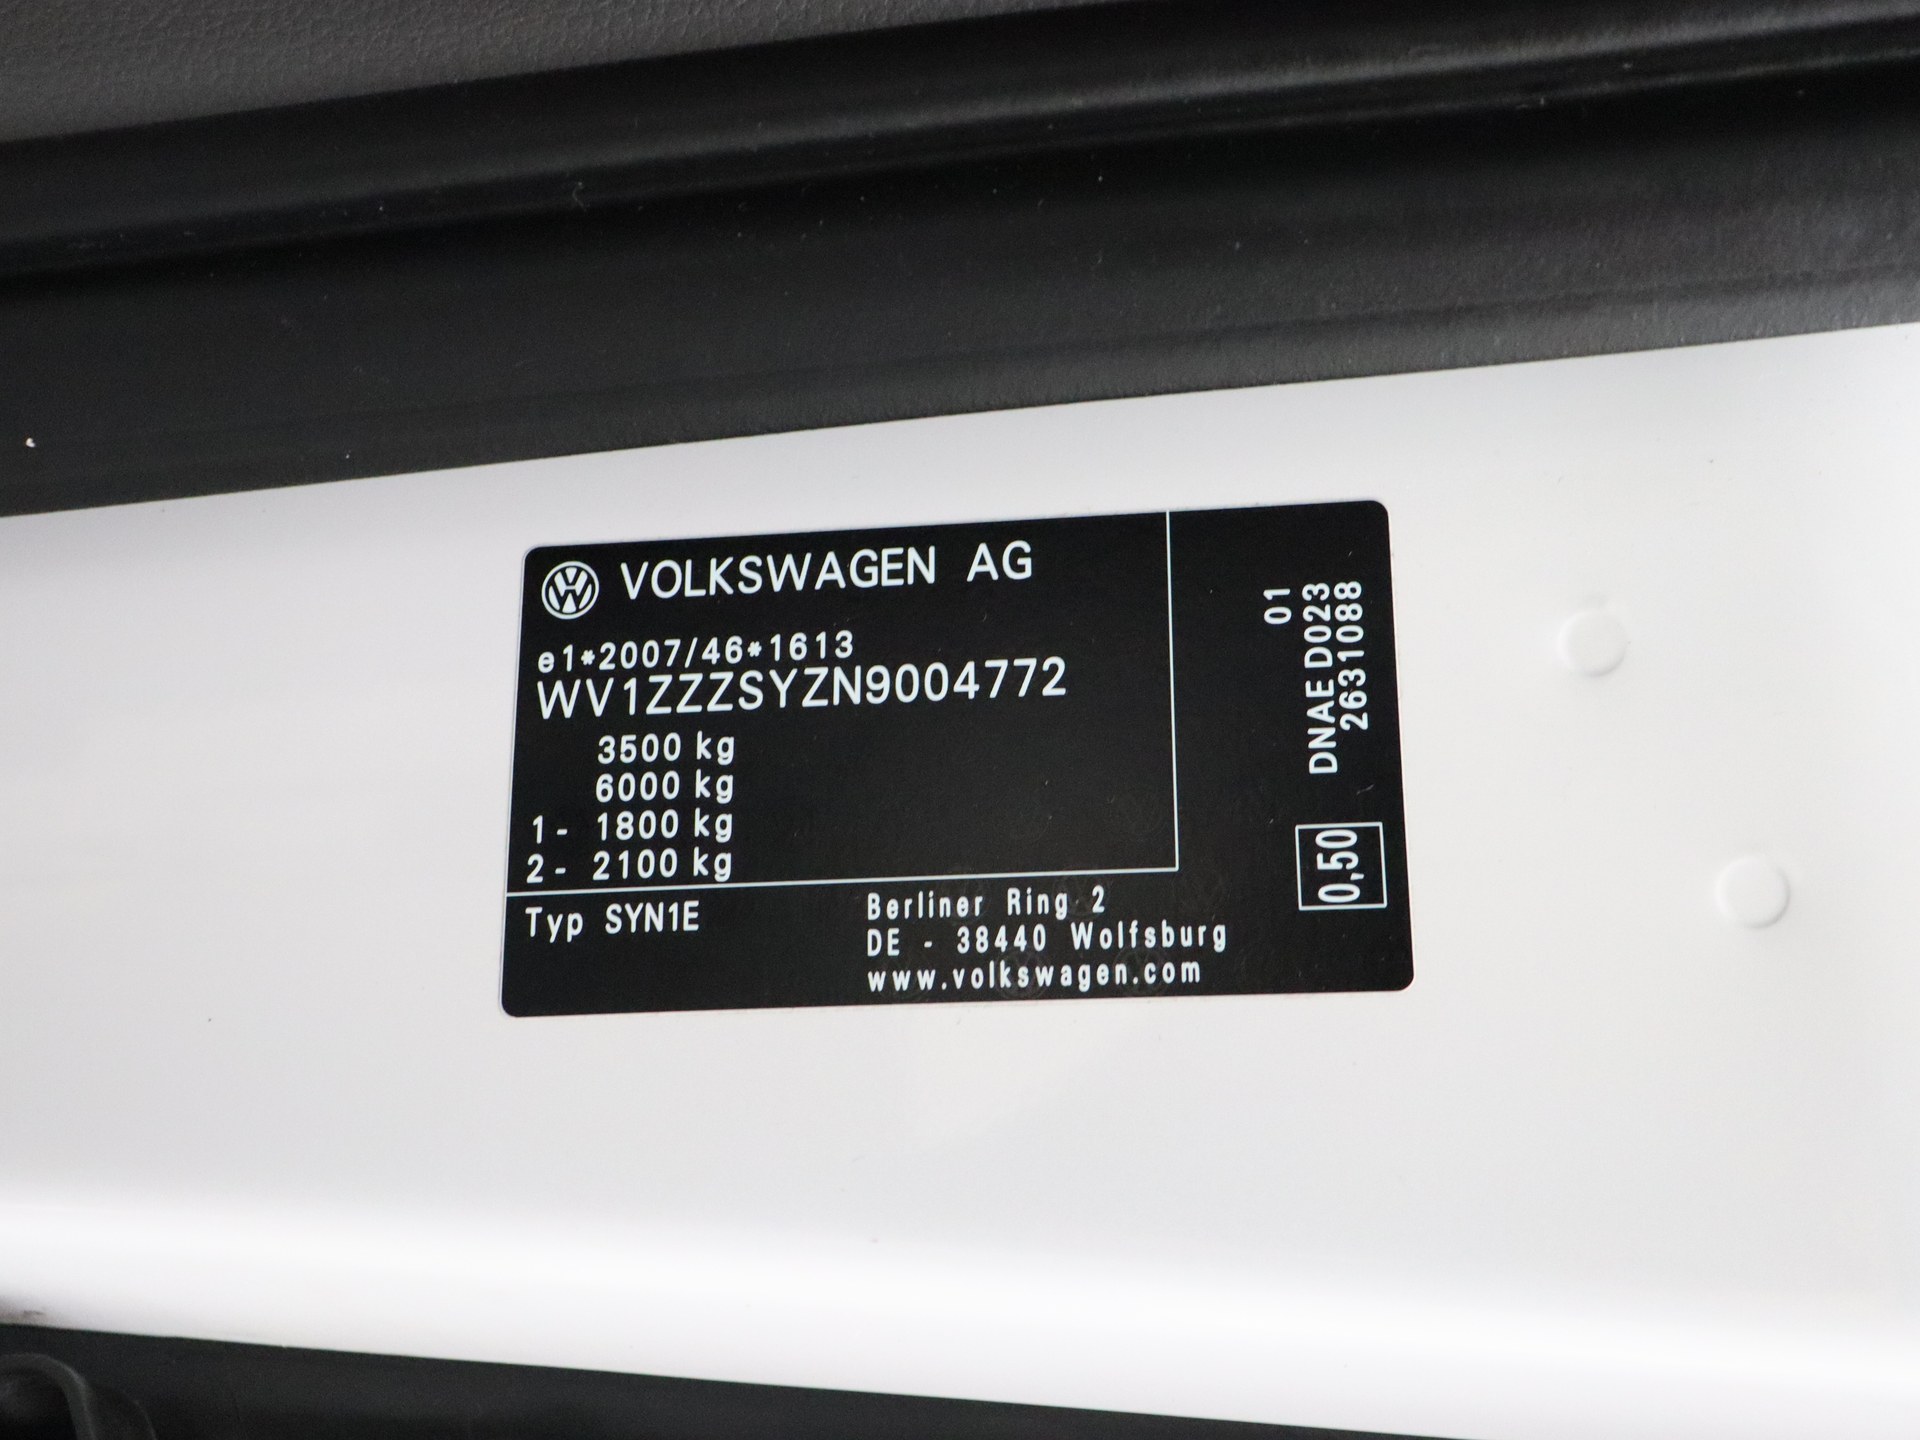 VOLKSWAGEN AG
e1*2007/46*1613
WV1ZZZSYZN9004772
3500 kg
6000 kg
1- 1800 kg
2- 2100 kg
Typ SYN1E
Berliner Ring 2
DE - 38440 Wolfsburg
www.volkswagen.com
01
DNAE D023
2631088
0,50